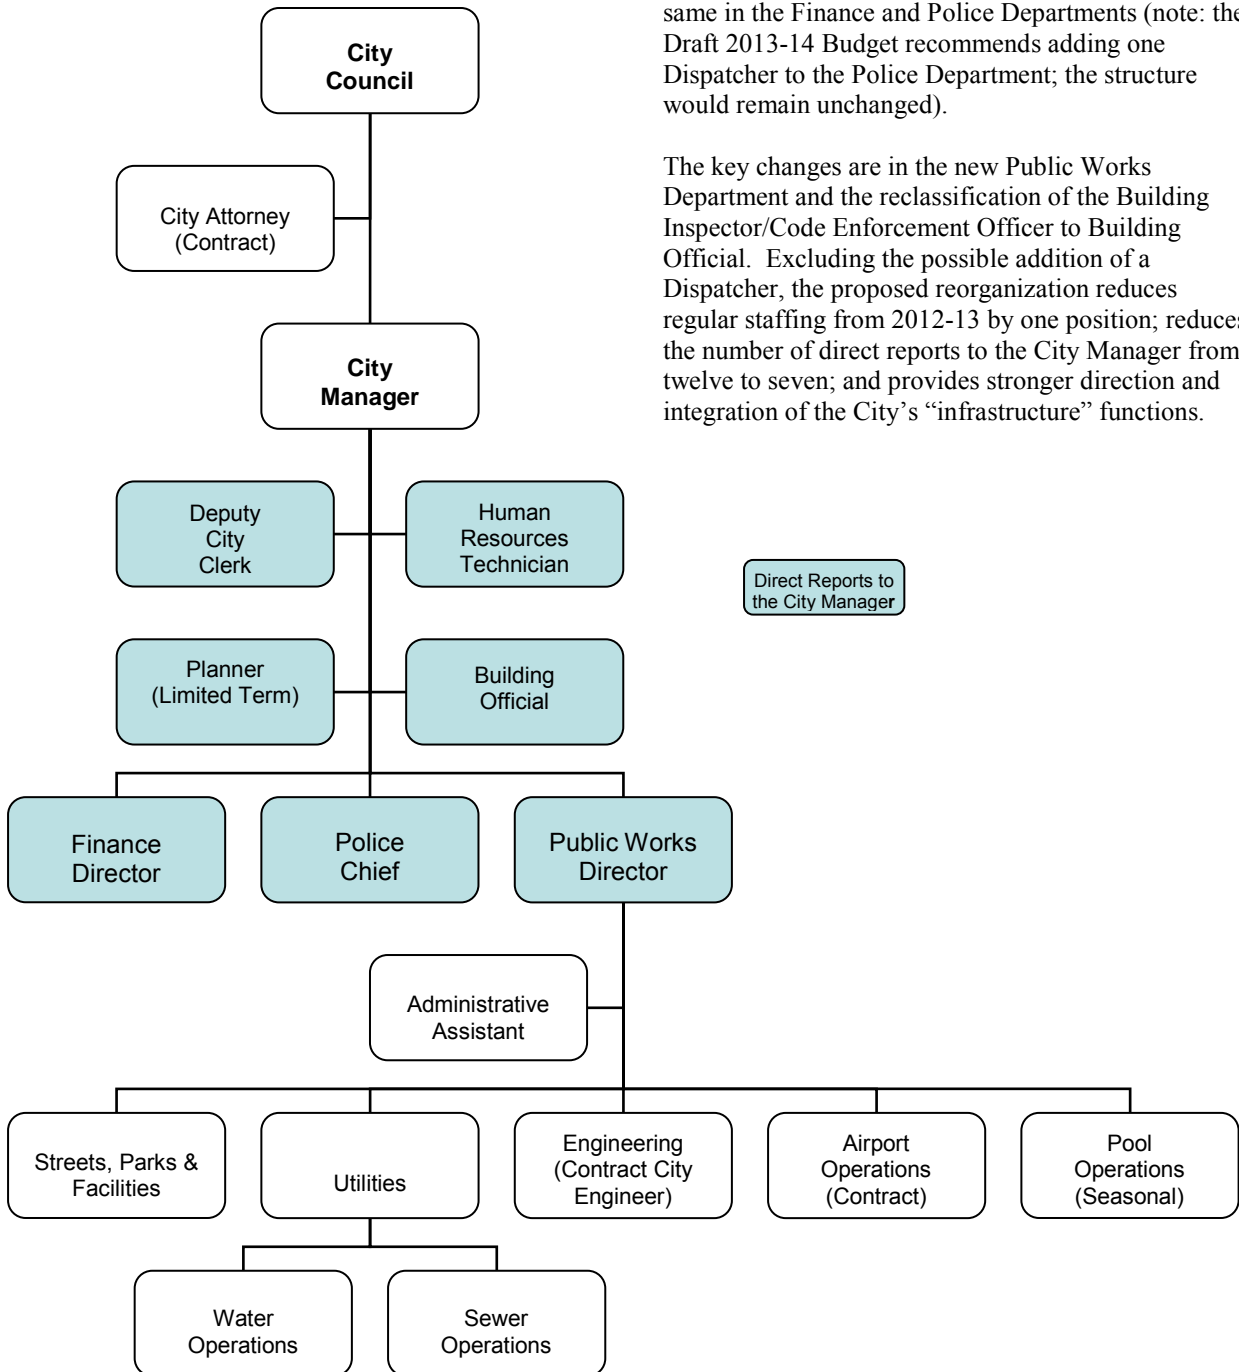 same in the Finance and Police Departments (note: the
Draft 2013-14 Budget recommends adding one
Dispatcher to the Police Department; the structure
would remain unchanged).
The key changes are in the new Public Works
Department and the reclassification of the Building
Inspector/Code Enforcement Officer to Building
Official.  Excluding the possible addition of a
Dispatcher, the proposed reorganization reduces
regular staffing from 2012-13 by one position; reduces
the number of direct reports to the City Manager from
twelve to seven; and provides stronger direction and
integration of the City’s “infrastructure” functions.
City
Council
City Attorney
(Contract)
City
Manager
Deputy
City
Clerk
Human
Resources
Technician
Direct Reports to
the City Manager
Planner
(Limited Term)
Building
Official
Finance
Director
Police
Chief
Public Works
Director
Administrative
Assistant
Streets, Parks &
Facilities
Utilities
Engineering
(Contract City
Engineer)
Airport
Operations
(Contract)
Pool
Operations
(Seasonal)
Water
Operations
Sewer
Operations